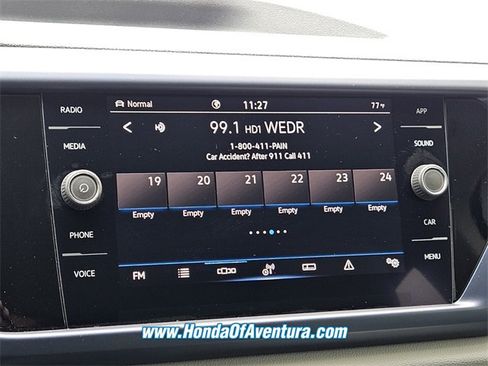 RADIO
MEDIA
PHONE
VOICE
Normal
11:27
77°F
99.1 HD1 WEDR
1-800-411-PAIN
Car Accident? After 911 Call 411
19 20 21 22 23 24
Empty Empty Empty Empty Empty Empty
FM
APP
SOUND
CAR
MENU
www.HondaOfAventura.com